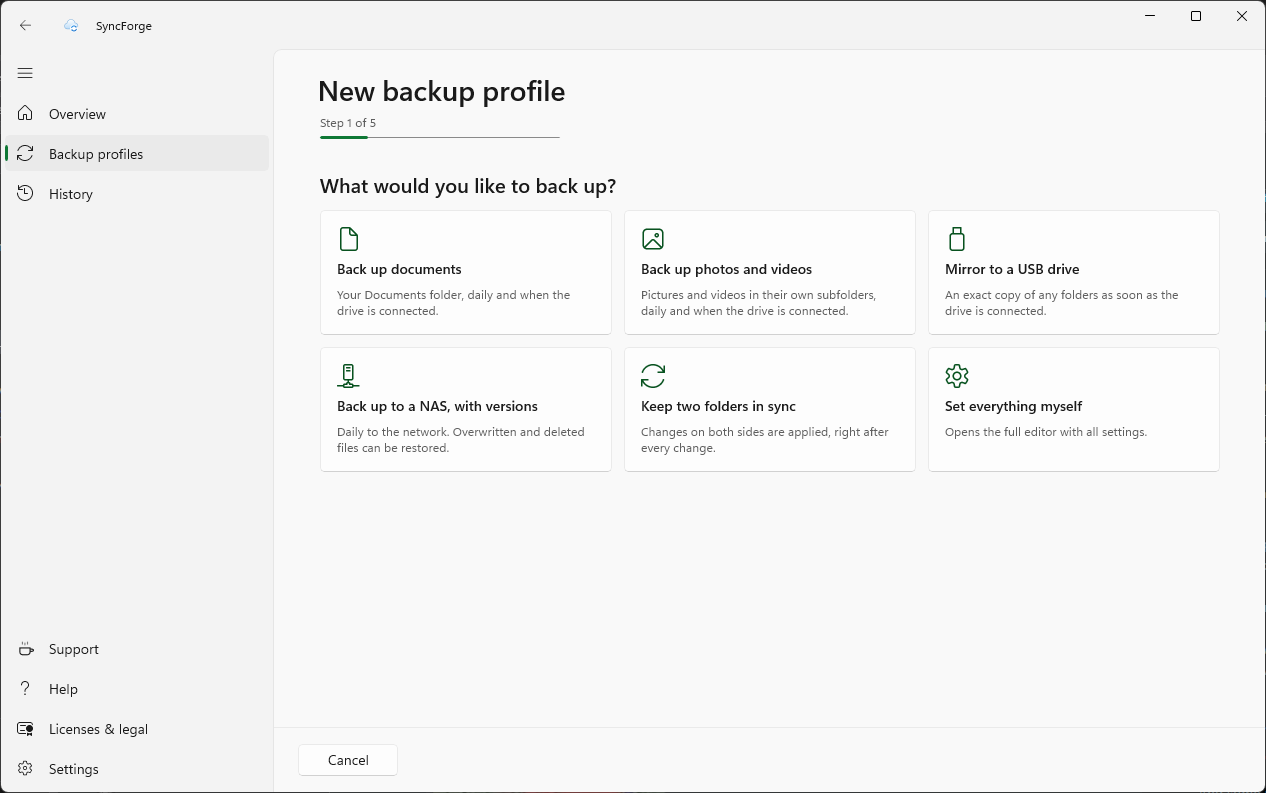 SyncForge
Overview
Backup profiles
History
Support
? Help
Licenses & legal
Settings
New backup profile
Step 1 of 5
What would you like to back up?
Back up documents
Your Documents folder, daily and when the
drive is connected.
Back up photos and videos
Pictures and videos in their own subfolders,
daily and when the drive is connected.
Mirror to a USB drive
An exact copy of any folders as soon as the
drive is connected.
Back up to a NAS, with versions
Daily to the network. Overwritten and deleted
files can be restored.
Keep two folders in sync
Changes on both sides are applied, right after
every change.
Set everything myself
Opens the full editor with all settings.
Cancel